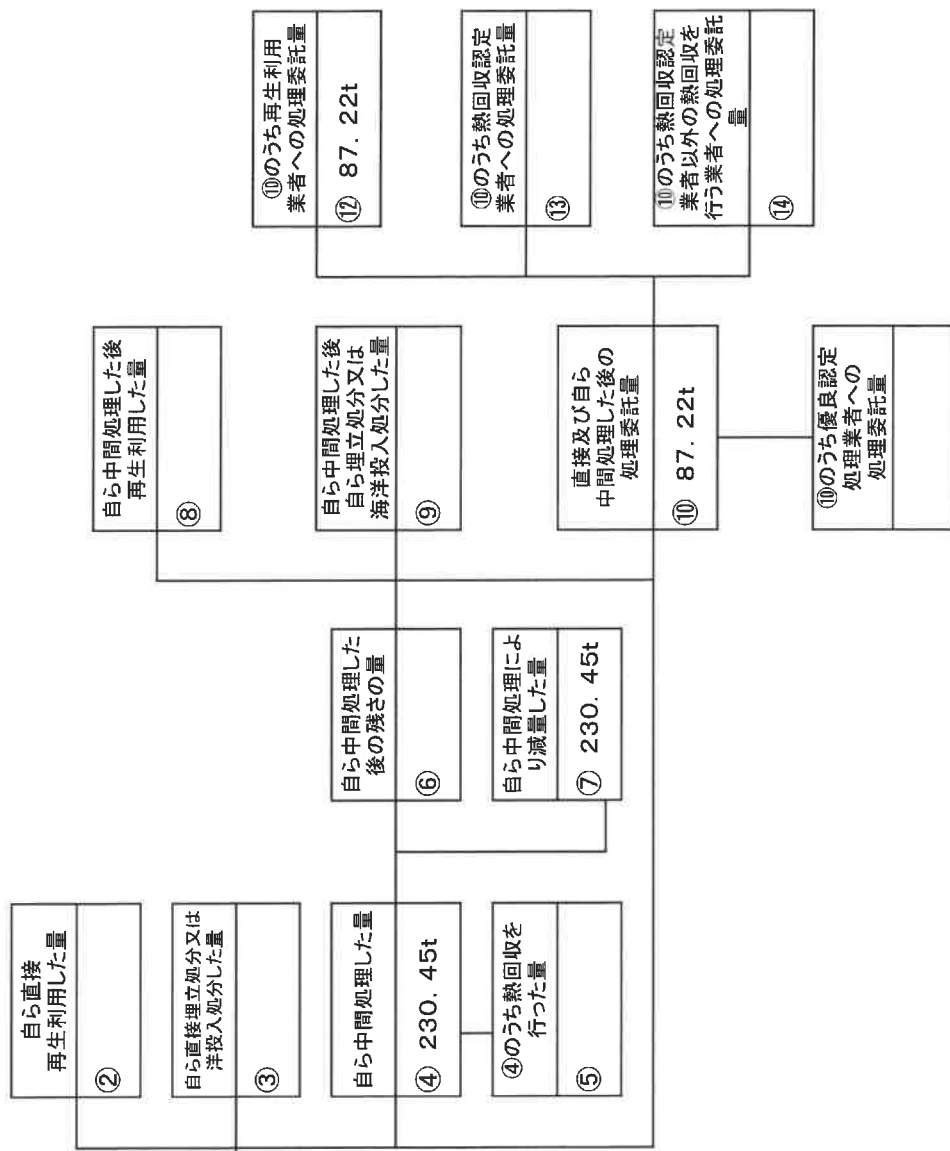 自ら直接
再生利用した量
②
自ら直接埋立処分又は
洋投入処分した量
③
自ら中間処理した量
④ 230.45t
④のうち熱回収を
行った量
⑤
自ら中間処理した
後の残さの量
⑥
自ら中間処理によ
り減量した量
⑦ 230.45t
自ら中間処理した後
再生利用した量
⑧
自ら中間処理した後
自ら埋立処分又は
海洋投入処分した量
⑨
直接及び自ら
中間処理した後の
処理委託量
⑩ 87.22t
⑩のうち優良認定
処理業者への
処理委託量
⑩のうち再生利用
業者への処理委託量
⑫ 87.22t
⑩のうち熱回収認定
業者への処理委託量
⑬
⑩のうち熱回収認定
業者以外の熱回収を
行う業者への処理委託
量
⑭